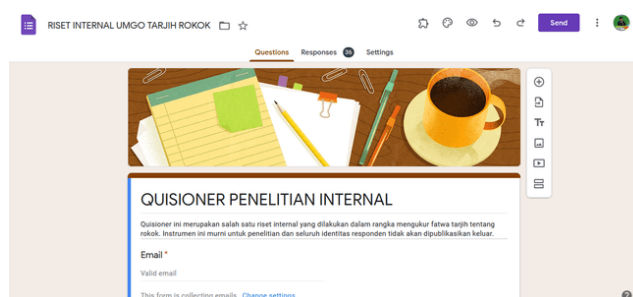 RISET INTERNAL UMGO TARJIH ROKOK
Send
Questions Responses 36 Settings
Tт
QUISIONER PENELITIAN INTERNAL
Quisioner ini merupakan salah satu riset internal yang dilakukan dalam rangka mengukur fatwa tarjih tentang
rokok. Instrumen ini murni untuk penelitian dan seluruh identitas responden tidak akan dipublikasikan keluar.
Email *
Valid email
This form is collecting emails. Change settings